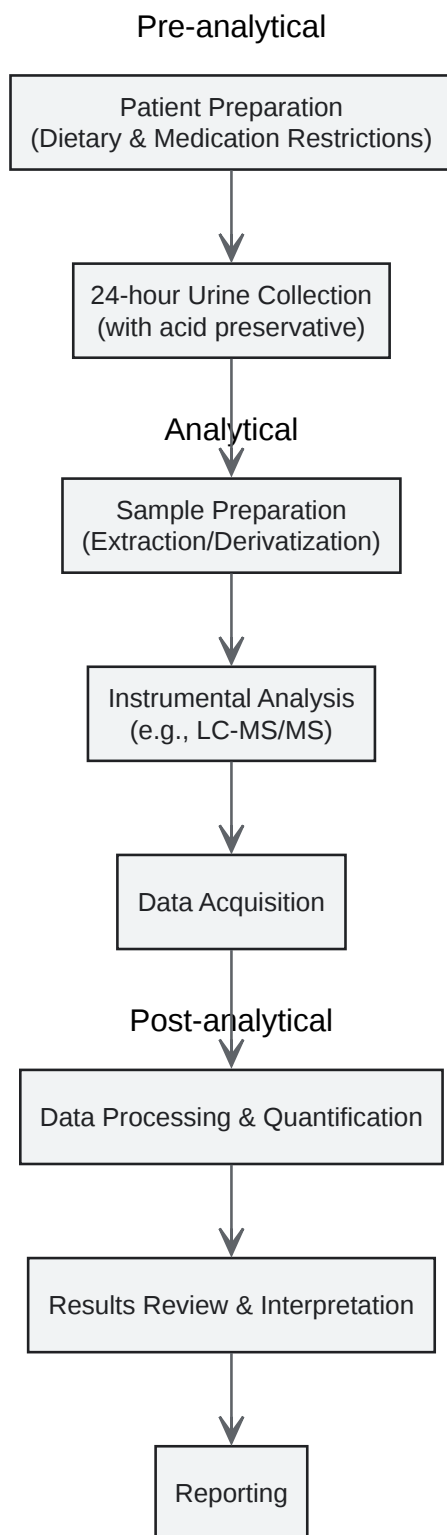 Pre-analytical
Patient Preparation
(Dietary & Medication Restrictions)
24-hour Urine Collection
(with acid preservative)
Analytical
Sample Preparation
(Extraction/Derivatization)
Instrumental Analysis
(e.g., LC-MS/MS)
Data Acquisition
Post-analytical
Data Processing & Quantification
Results Review & Interpretation
Reporting